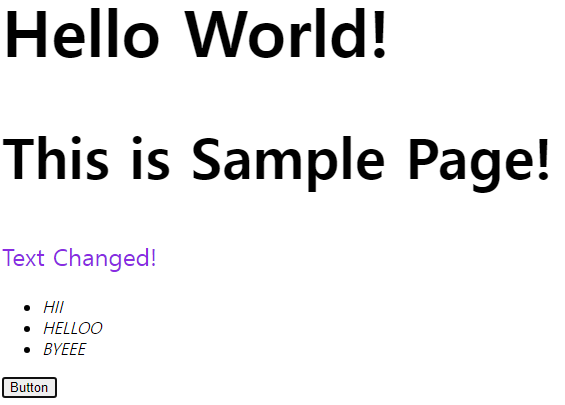 Hello World!
This is Sample Page!
Text Changed!
HII
HELLOO
BYEEE
Button